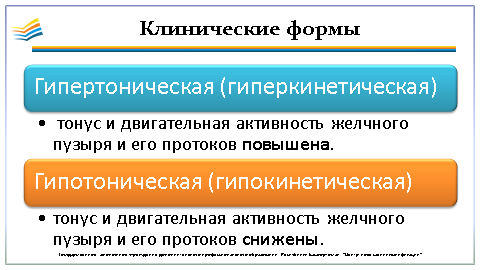 Клинические формы
Гипертоническая (гиперкинетическая)
• тонус и двигательная активность желчного
пузыря и его протоков повышена.
Гипотоническая (гипокинетическая)
• тонус и двигательная активность желчного
пузыря и его протоков снижены.